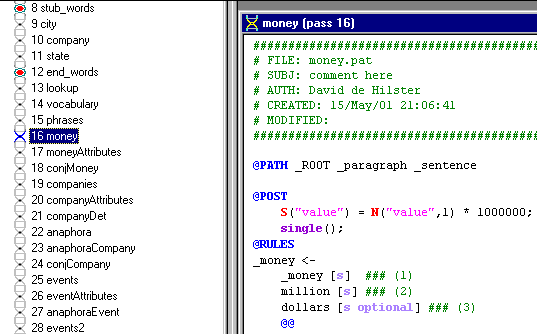 8 stub_words
9 city
10 company
11 state
12 end_words
13 lookup
14 vocabulary
15 phrases
16 money
17 moneyAttributes
18 conjMoney
19 companies
20 companyAttributes
21 companyDet
22 anaphora
23 anaphoraCompany
24 conjCompany
25 events
26 eventAttributes
27 anaphoraEvent
28 events2
money (pass 16)
###########################################
# FILE: money.pat
# SUBJ: comment here
# AUTH: David de Hilster
# CREATED: 15/May/01 21:06:41
# MODIFIED:
###########################################
@PATH _ROOT _paragraph _sentence
@POST
S("value") = N("value",1) * 1000000;
single();
@RULES
_money <-
_money [s] ### (1)
million [s] ### (2)
dollars [s optional] ### (3)
@@